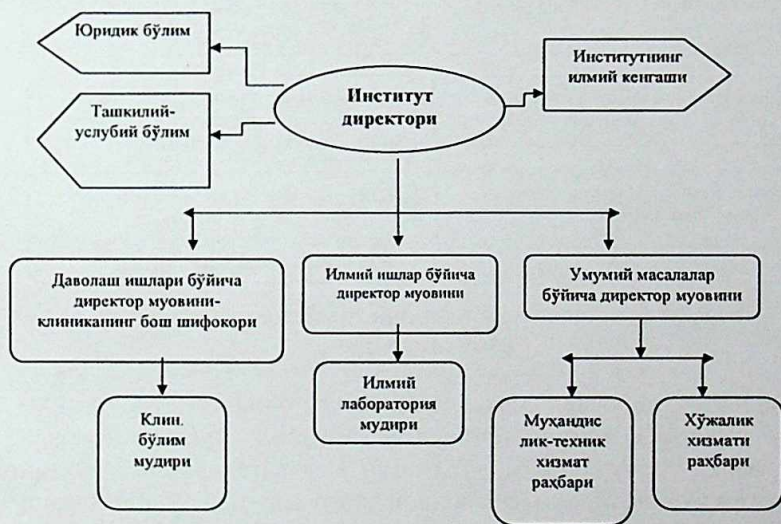 Юридик бўлим
Ташкилий-
услубий бўлим
Институт
директори
Институтнинг
илмий кенгаши
Даволаш ишлари бўйича
директор муовини-
клиниканинг бош шифокори
Илмий ишлар бўйича
директор муовини
Умумий масалалар
бўйича директор муовини
Клин.
бўлим
мудири
Илмий
лаборатория
мудири
Муҳандис
лик-техник
хизмат
раҳбари
Хўжалик
хизмати
раҳбари